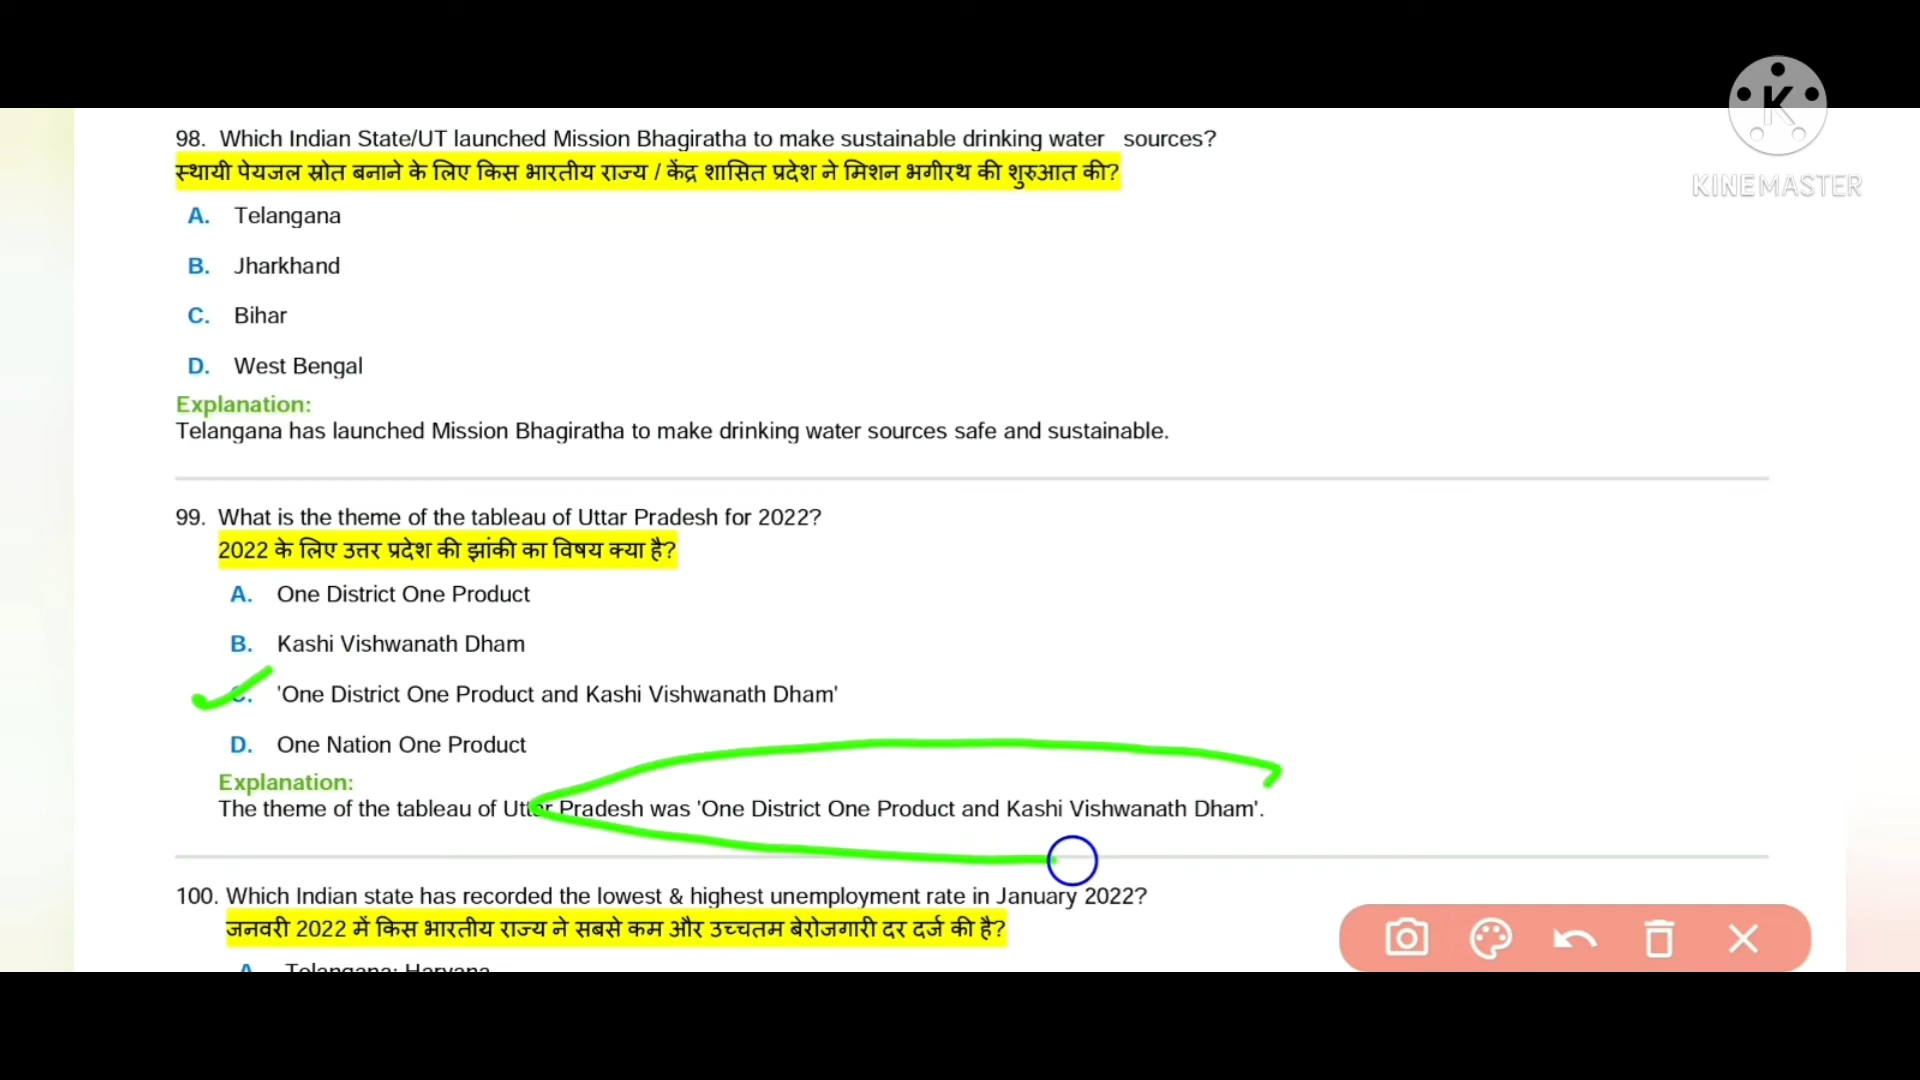 98. Which Indian State/UT launched Mission Bhagiratha to make sustainable drinking water sources?
स्थायी पेयजल स्रोत बनाने के लिए किस भारतीय राज्य / केंद्र शासित प्रदेश ने मिशन भगीरथ की शुरुआत की?
A. Telangana
B. Jharkhand
C. Bihar
D. West Bengal
Explanation:
Telangana has launched Mission Bhagiratha to make drinking water sources safe and sustainable.
99. What is the theme of the tableau of Uttar Pradesh for 2022?
2022 के लिए उत्तर प्रदेश की झांकी का विषय क्या है?
A. One District One Product
B. Kashi Vishwanath Dham
C. 'One District One Product and Kashi Vishwanath Dham'
D. One Nation One Product
Explanation:
The theme of the tableau of Uttar Pradesh was 'One District One Product and Kashi Vishwanath Dham'.
100. Which Indian state has recorded the lowest & highest unemployment rate in January 2022?
जनवरी 2022 में किस भारतीय राज्य ने सबसे कम और उच्चतम बेरोजगारी दर दर्ज की है?
A. Telangana; Haryana
K
KINEMASTER